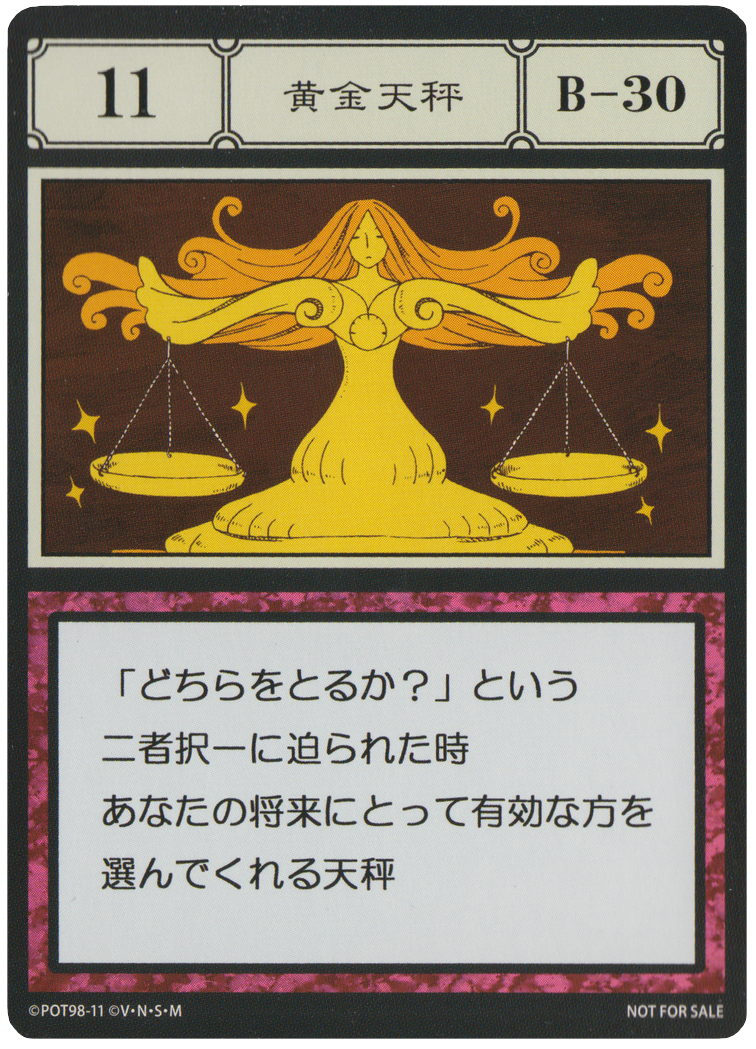 11
黄金天秤
B-30
「どちらをとるか？」という
二者択一に迫られた時
あなたの将来にとって有効な方を
選んでくれる天秤
©POT98-11 ©V・N・S・M
NOT FOR SALE